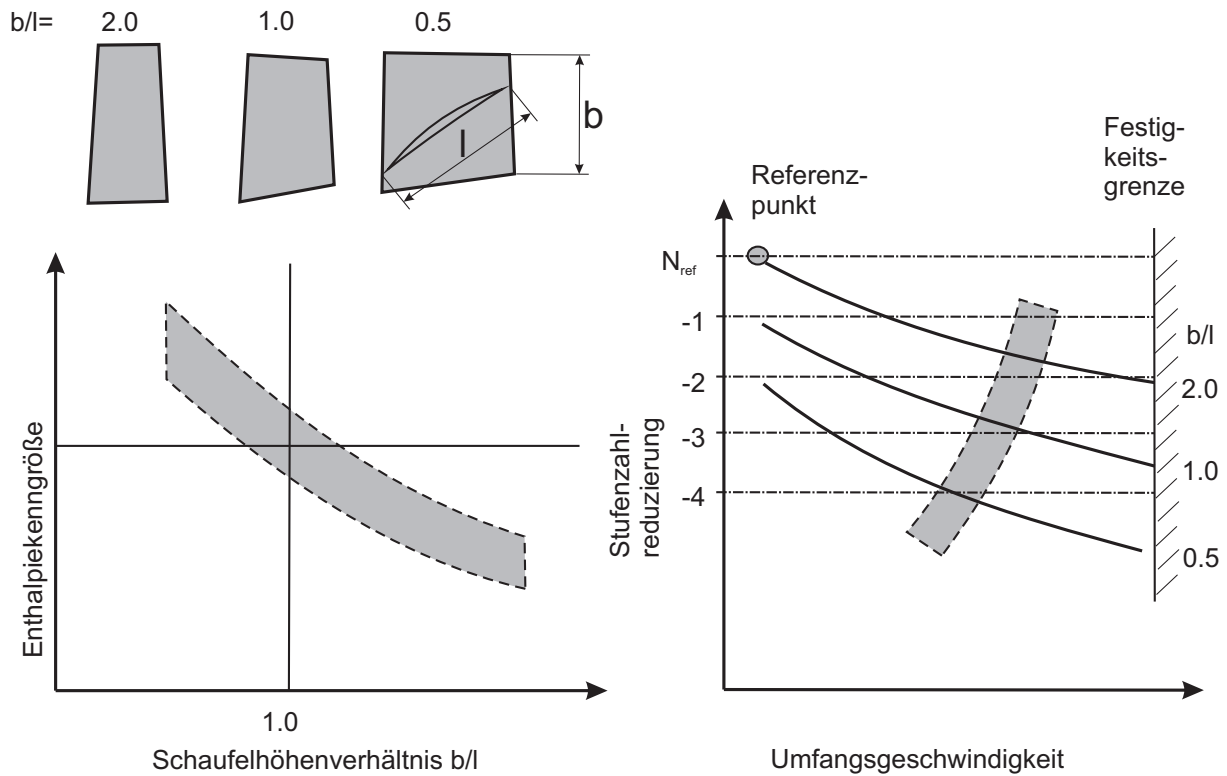 b/l= 2.0 1.0 0.5
b
l
Enthalpiekenngröße
1.0
Schaufelhöhenverhältnis b/l
Referenz-
punkt
Festig-
keits-
grenze
N_ref
-1
-2
-3
-4
Stufenzahl-
reduzierung
b/l
2.0
1.0
0.5
Umfangsgeschwindigkeit